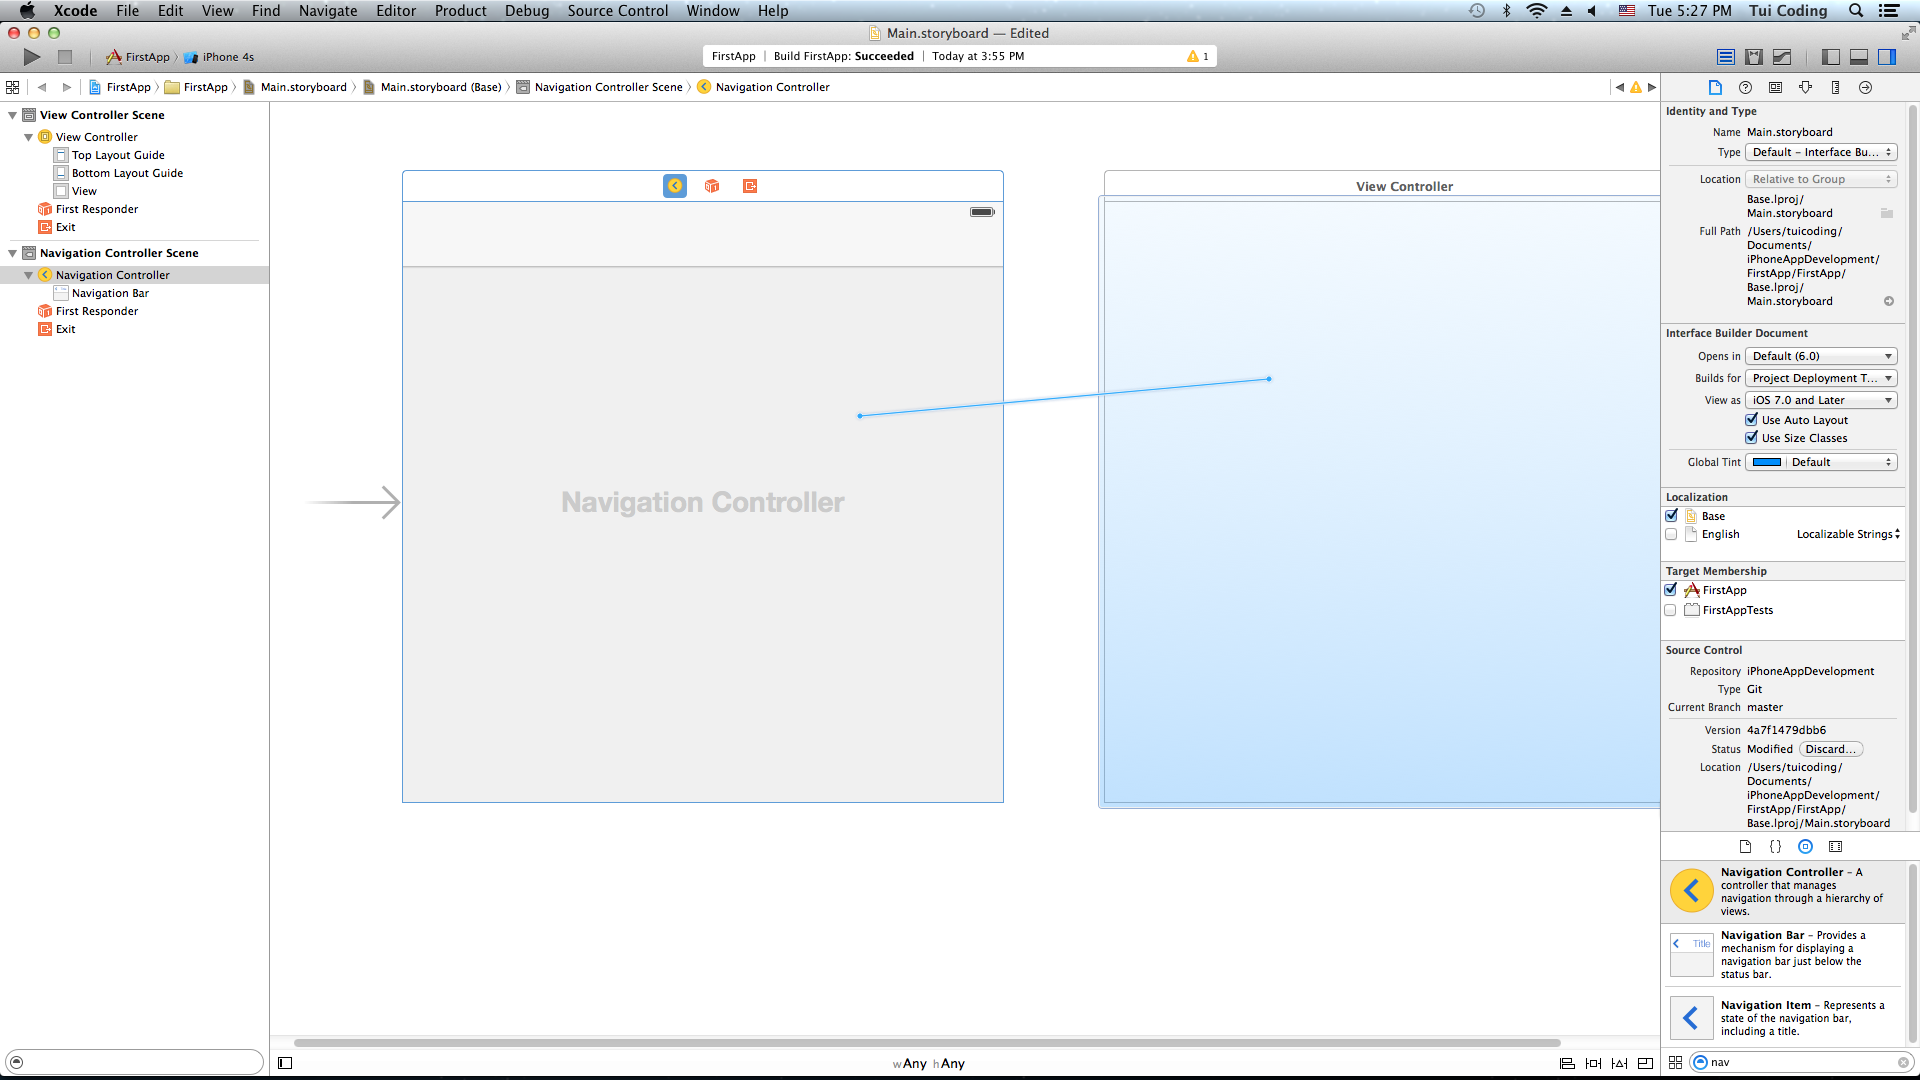 Xcode File Edit View Find Navigate Editor Product Debug Source Control Window Help Tue 5:27 PM Tui Coding
Main.storyboard — Edited
FirstApp iPhone 4s
FirstApp Build FirstApp: Succeeded Today at 3:55 PM 1
FirstApp FirstApp Main.storyboard Main.storyboard (Base) Navigation Controller Scene Navigation Controller
View Controller Scene
View Controller
Top Layout Guide
Bottom Layout Guide
View
First Responder
Exit
Navigation Controller Scene
Navigation Controller
Navigation Bar
First Responder
Exit
Navigation Controller
View Controller
wAny hAny
Identity and Type
Name Main.storyboard
Type Default – Interface Bu...
Location Relative to Group
Base.lproj/
Main.storyboard
Full Path /Users/tuicoding/
Documents/
iPhoneAppDevelopment/
FirstApp/FirstApp/
Base.lproj/
Main.storyboard
Interface Builder Document
Opens in Default (6.0)
Builds for Project Deployment T...
View as iOS 7.0 and Later
Use Auto Layout
Use Size Classes
Global Tint Default
Localization
Base
English Localizable Strings
Target Membership
FirstApp
FirstAppTests
Source Control
Repository iPhoneAppDevelopment
Type Git
Current Branch master
Version 4a7f1479dbb6
Status Modified Discard...
Location /Users/tuicoding/
Documents/
iPhoneAppDevelopment/
FirstApp/FirstApp/
Base.lproj/Main.storyboard
{}
Navigation Controller – A
controller that manages
navigation through a hierarchy of
views.
Title
Navigation Bar – Provides a
mechanism for displaying a
navigation bar just below the
status bar.
Navigation Item – Represents a
state of the navigation bar,
including a title.
nav